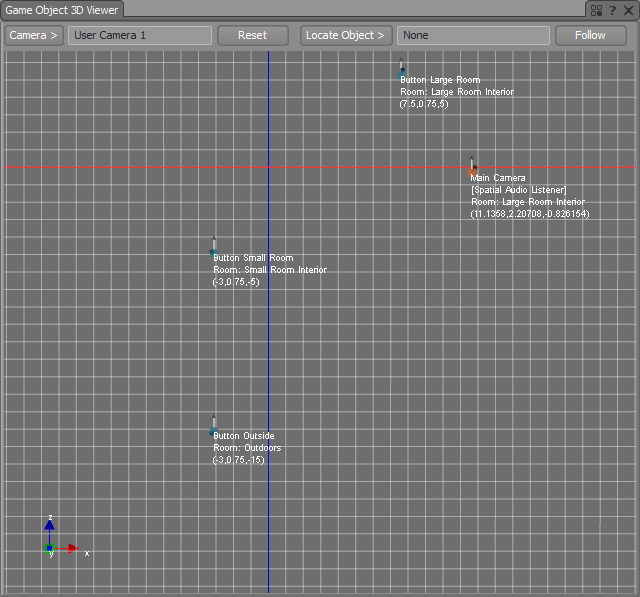 Game Object 3D Viewer
Camera > User Camera 1 Reset Locate Object > None Follow
Button Large Room
Room: Large Room Interior
(7.5,0.75,5)
Main Camera
[Spatial Audio Listener]
Room: Large Room Interior
(11.1358,2.20708,-0.826154)
Button Small Room
Room: Small Room Interior
(-3,0.75,-5)
Button Outside
Room: Outdoors
(-3,0.75,-15)
z
y x